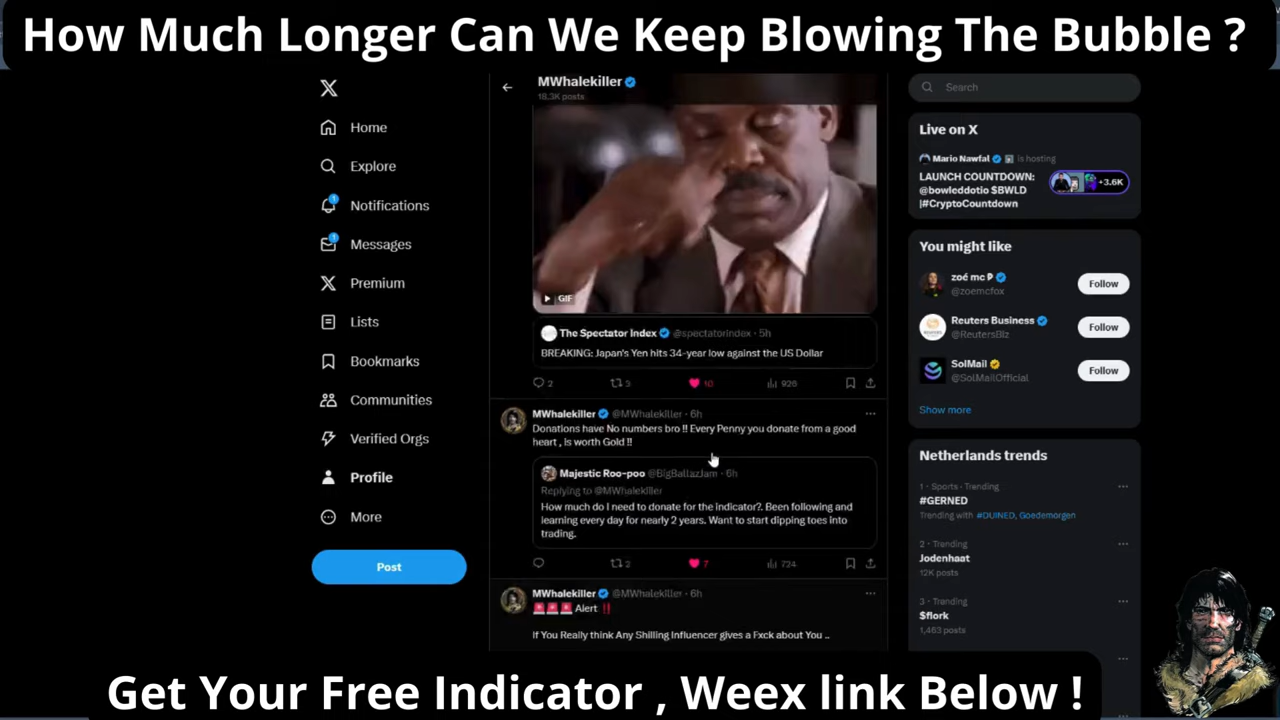 How Much Longer Can We Keep Blowing The Bubble ?
MWhalekiller
18.3K posts
Home
Explore
1
Notifications
1
Messages
Premium
Lists
Bookmarks
Communities
Verified Orgs
Profile
More
Post
GIF
The Spectator Index @spectatorindex · 5h
BREAKING: Japan's Yen hits 34-year low against the US Dollar
2 3 10 926
MWhalekiller @MWhalekiller · 6h
Donations have No numbers bro !! Every Penny you donate from a good
heart , is worth Gold !!
Majestic Roo-poo @BigBallazJam · 6h
Replying to @MWhalekiller
How much do I need to donate for the indicator?. Been following and
learning every day for nearly 2 years. Want to start dipping toes into
trading.
2 7 724
MWhalekiller @MWhalekiller · 6h
Alert
If You Really think Any Shilling Influencer gives a Fxck about You ..
Search
Live on X
Mario Nawfal is hosting
LAUNCH COUNTDOWN:
@bowleddotio $BWLD
|#CryptoCountdown
+3.6K
You might like
zoé mc
@zoemcfox
Follow
Reuters Business
@ReutersBiz
Follow
SolMail
@SolMailOfficial
Follow
Show more
Netherlands trends
1 · Sports · Trending
#GERNED
Trending with #DUINED, Goedemorgen
2 · Trending
Jodenhaat
12K posts
3 · Trending
$flork
1,463 posts
Get Your Free Indicator , Weex link Below !